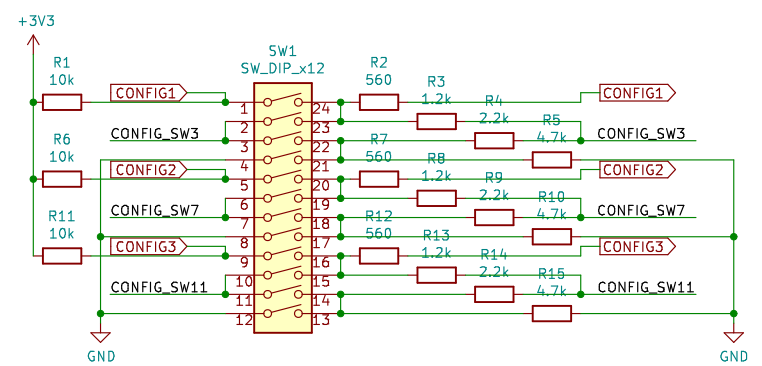 +3V3
SW1
SW_DIP_x12
R1
10k
R2
560
R3
1.2k
R4
2.2k
R5
4.7k
CONFIG1
CONFIG1
1
24
2
23
CONFIG_SW3
CONFIG_SW3
3
22
R6
10k
R7
560
R8
1.2k
R9
2.2k
R10
4.7k
4
21
CONFIG2
CONFIG2
5
20
6
19
CONFIG_SW7
CONFIG_SW7
7
18
R11
10k
R12
560
R13
1.2k
R14
2.2k
R15
4.7k
8
17
CONFIG3
CONFIG3
9
16
10
15
CONFIG_SW11
CONFIG_SW11
11
14
12
13
GND
GND